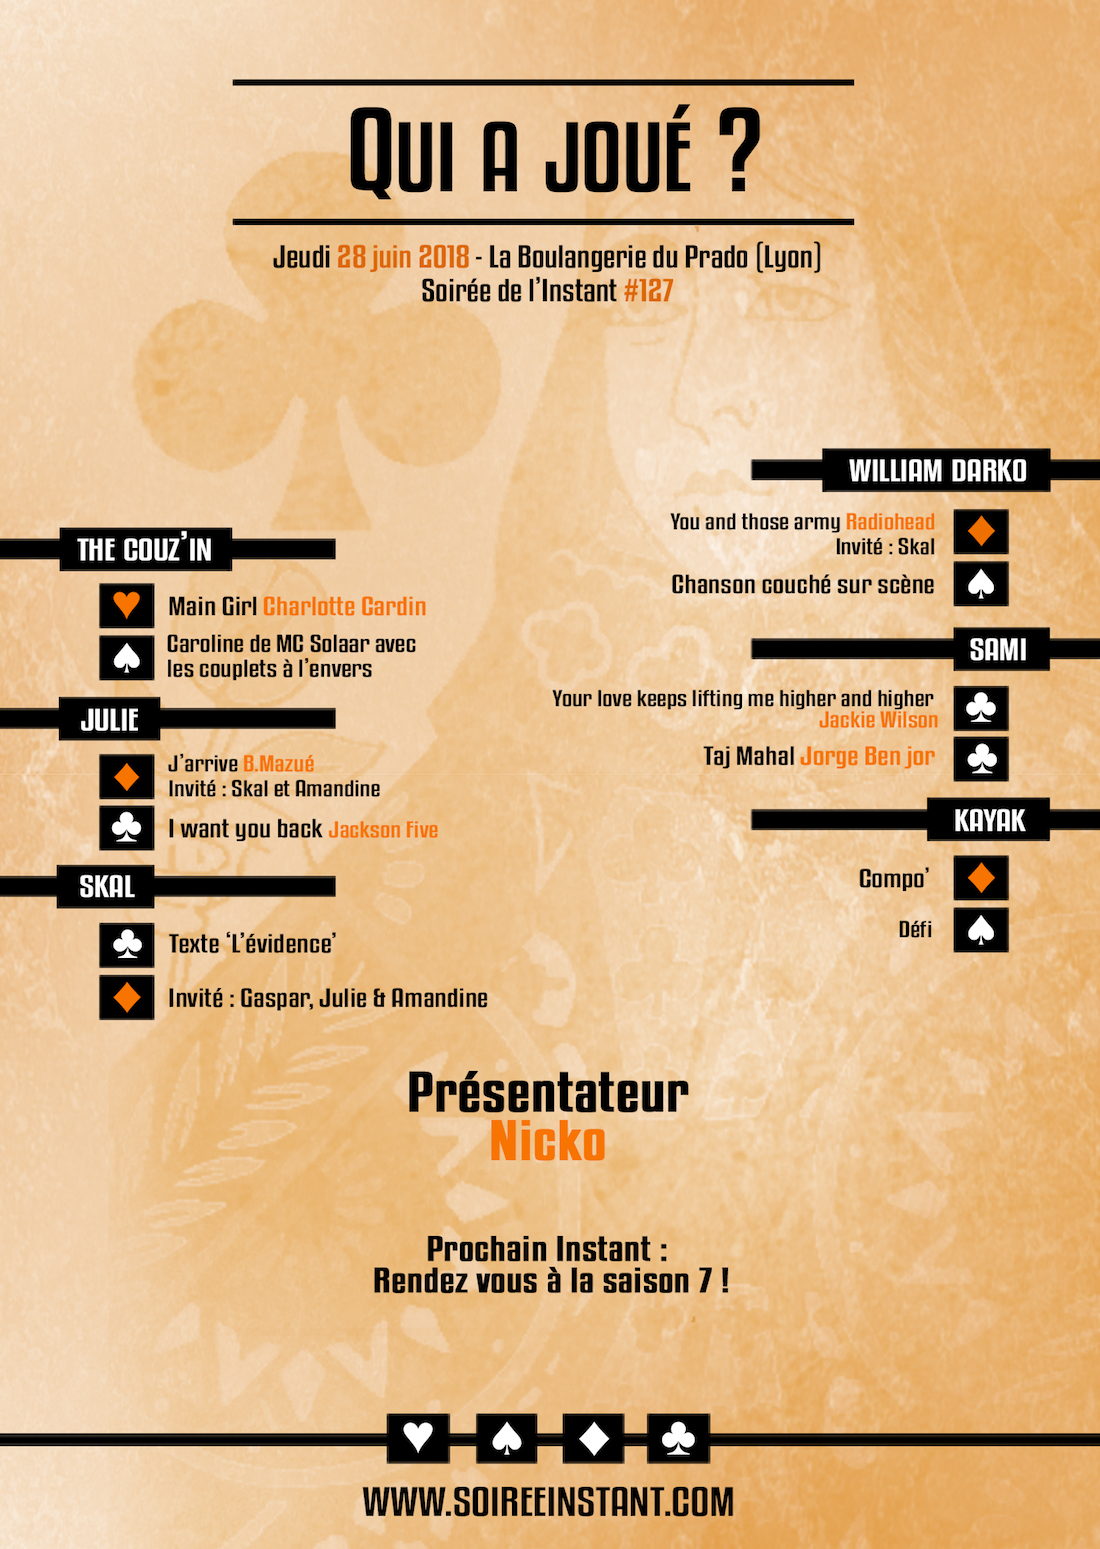 QUI A JOUÉ ?
Jeudi 28 juin 2018 - La Boulangerie du Prado (Lyon)
Soirée de l'Instant #127
THE COUZ'IN
Main Girl Charlotte Cardin
Caroline de MC Solaar avec
les couplets à l'envers
JULIE
J'arrive B.Mazué
Invité : Skal et Amandine
I want you back Jackson Five
SKAL
Texte ‘L'évidence’
Invité : Gaspar, Julie & Amandine
WILLIAM DARKO
You and those army Radiohead
Invité : Skal
Chanson couché sur scène
SAMI
Your love keeps lifting me higher and higher
Jackie Wilson
Taj Mahal Jorge Ben jor
KAYAK
Compo'
Défi
Présentateur
Nicko
Prochain Instant :
Rendez vous à la saison 7 !
WWW.SOIREEINSTANT.COM